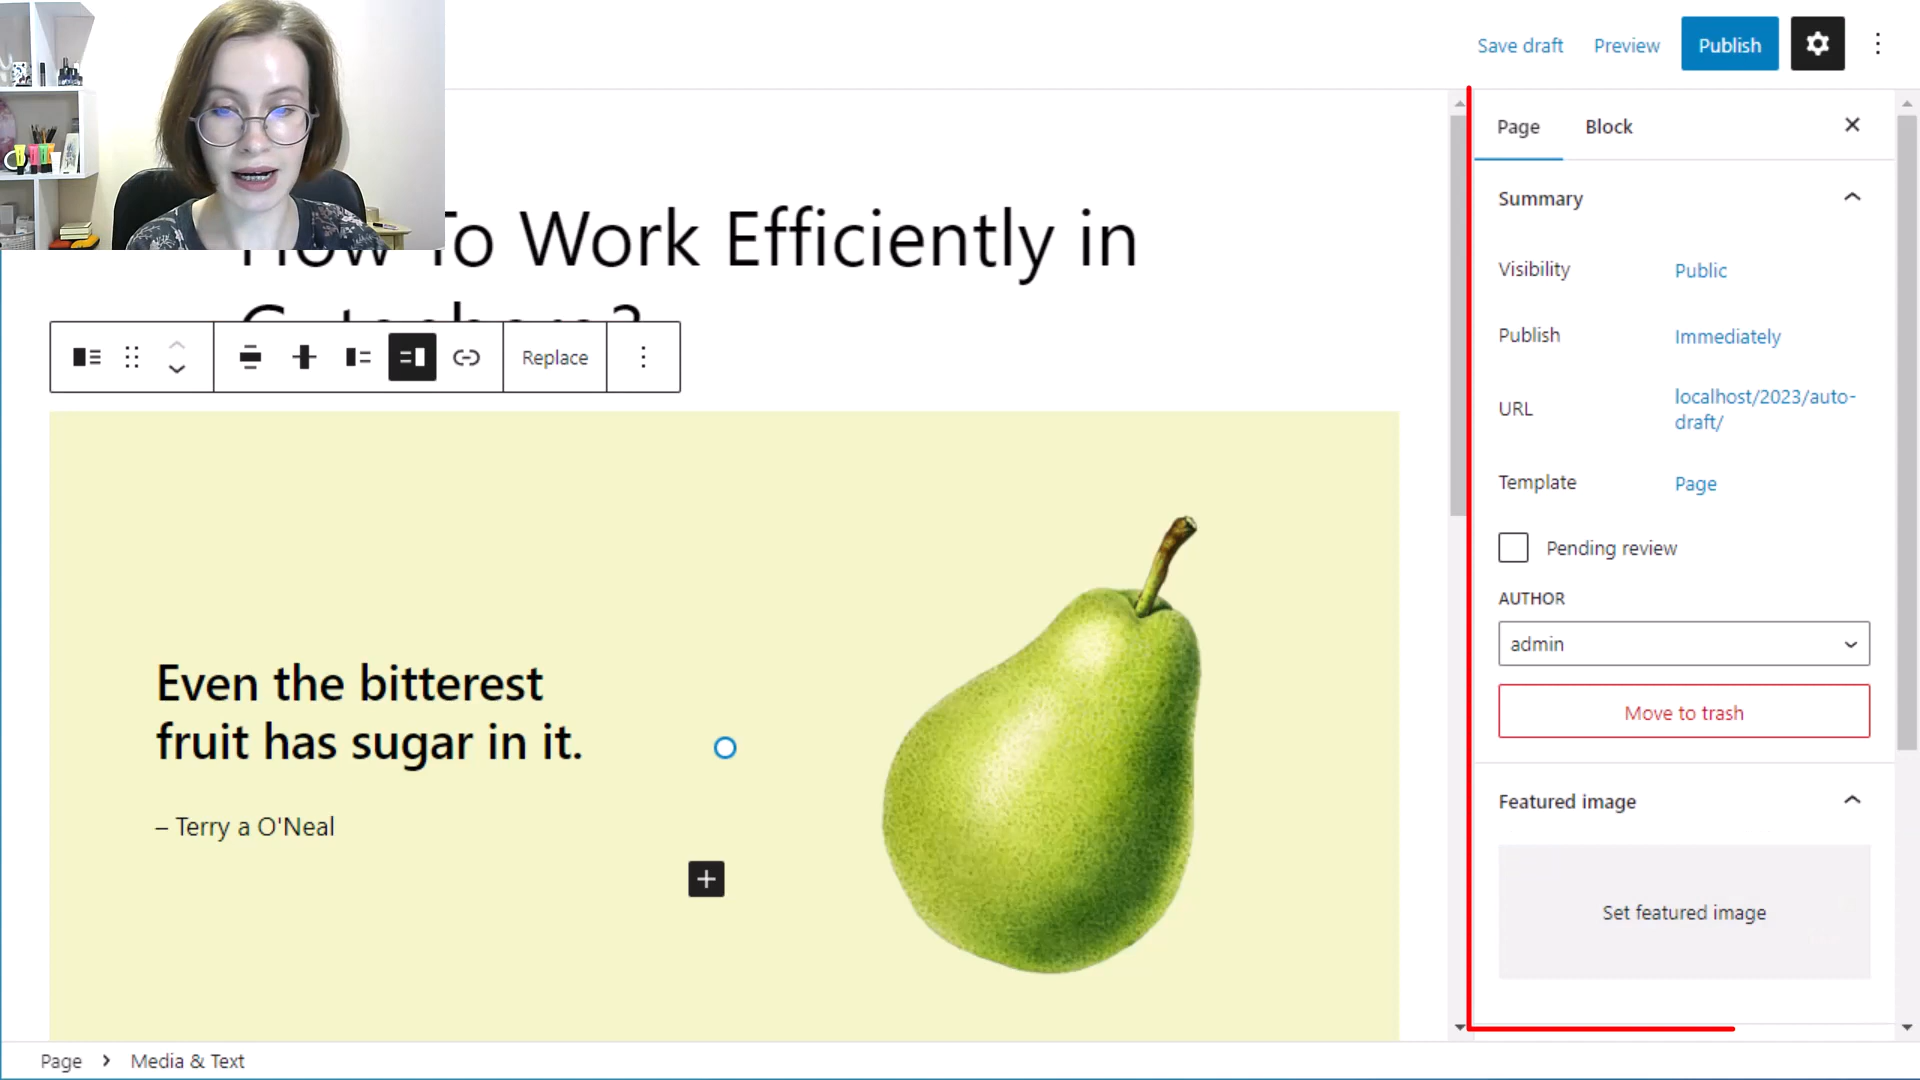 Save draft
Preview
Publish
Page
Block
How To Work Efficiently in
Gutenberg?
Summary
Visibility
Public
Publish
Immediately
URL
localhost/2023/auto-
draft/
Template
Page
Pending review
AUTHOR
admin
Move to trash
Featured image
Set featured image
Replace
Even the bitterest
fruit has sugar in it.
– Terry a O'Neal
Page
Media & Text